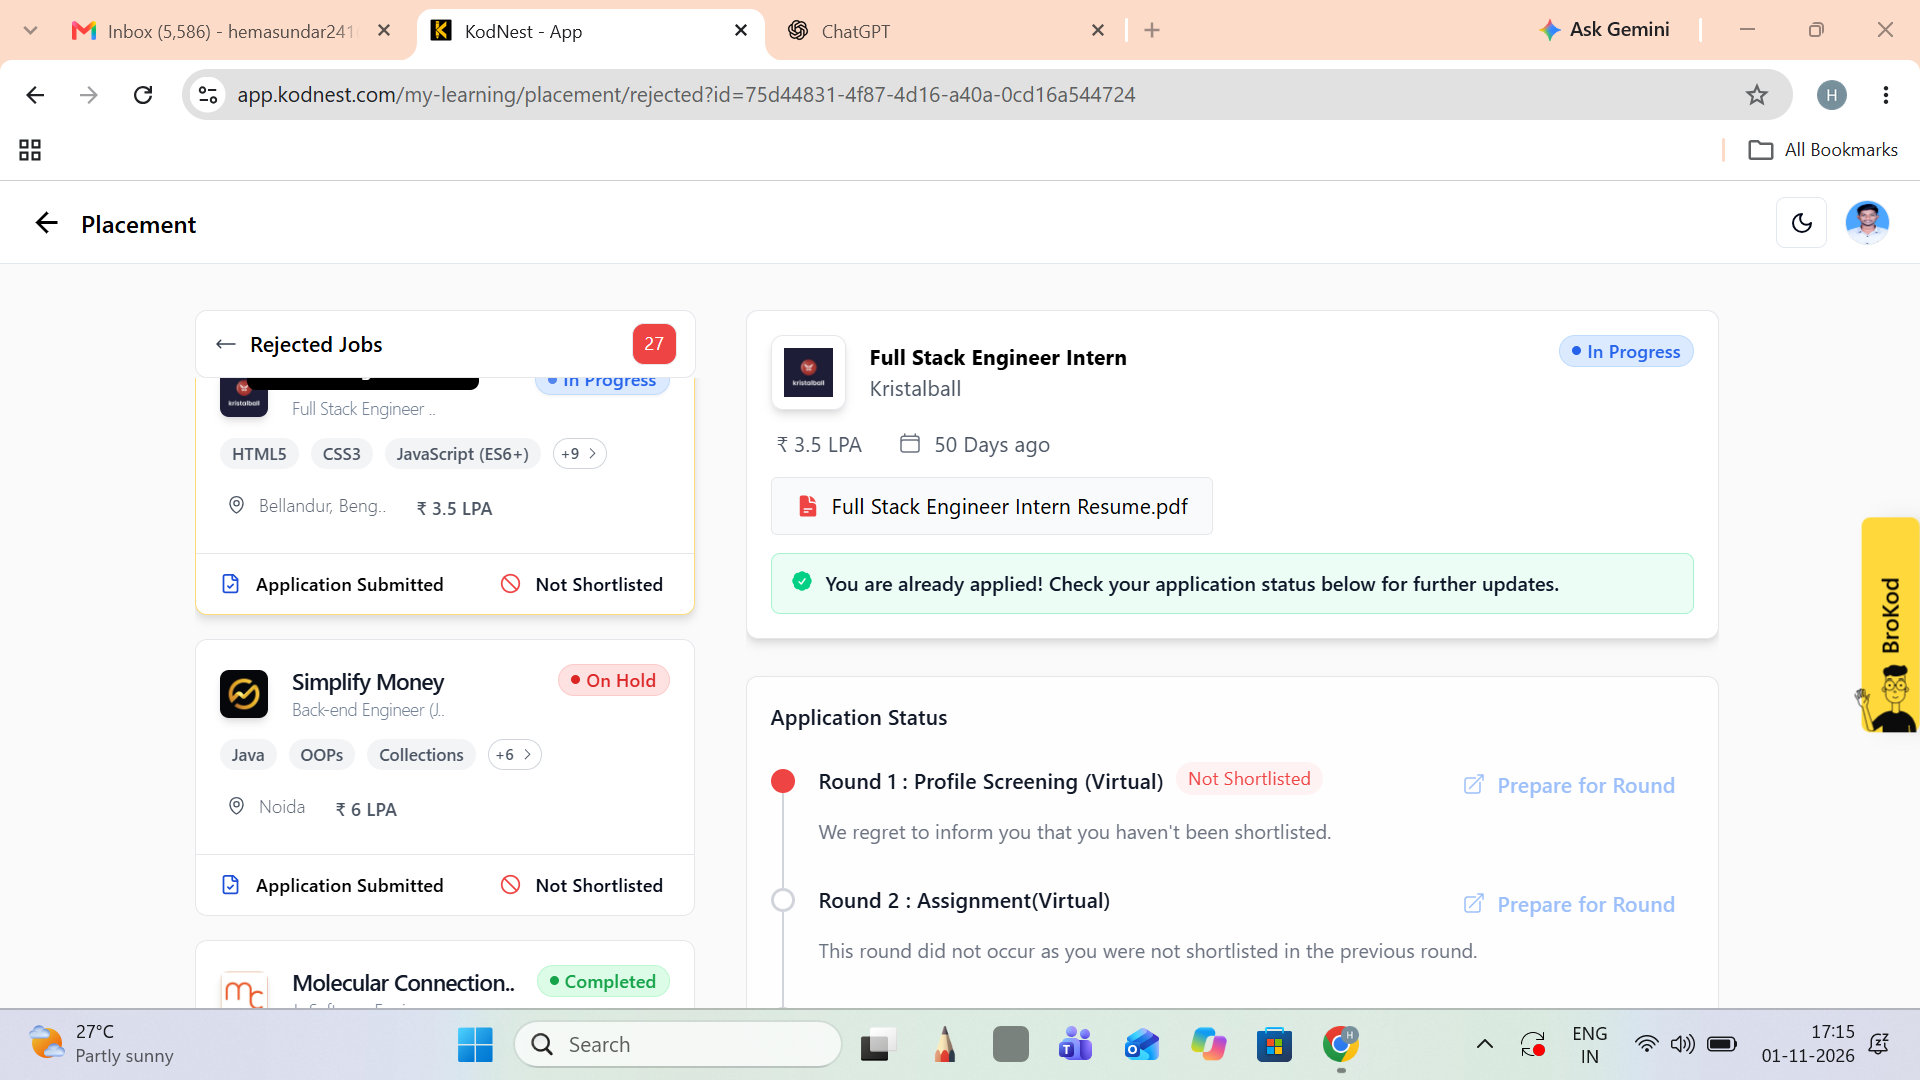 Inbox (5,586) - hemasundar241
KodNest - App
ChatGPT
Ask Gemini
app.kodnest.com/my-learning/placement/rejected?id=75d44831-4f87-4d16-a40a-0cd16a544724
H
All Bookmarks
Placement
Rejected Jobs
27
In Progress
kristalball
Full Stack Engineer ..
HTML5
CSS3
JavaScript (ES6+)
+9
Bellandur, Beng..
₹ 3.5 LPA
Application Submitted
Not Shortlisted
Simplify Money
On Hold
Back-end Engineer (J..
Java
OOPs
Collections
+6
Noida
₹ 6 LPA
Application Submitted
Not Shortlisted
Molecular Connection..
Completed
mc
kristalball
Full Stack Engineer Intern
In Progress
Kristalball
₹ 3.5 LPA
50 Days ago
Full Stack Engineer Intern Resume.pdf
You are already applied! Check your application status below for further updates.
Application Status
Round 1 : Profile Screening (Virtual)
Not Shortlisted
Prepare for Round
We regret to inform you that you haven't been shortlisted.
Round 2 : Assignment(Virtual)
Prepare for Round
This round did not occur as you were not shortlisted in the previous round.
BroKod
27°C
Partly sunny
Search
H
ENG
IN
17:15
01-11-2026